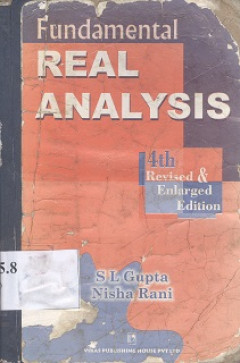 Fundamental
REAL
ANALYSIS
4th
Revised &
Enlarged
Edition
5.8
S L Gupta
Nisha Rani
VIKAS PUBLISHING HOUSE PVT LTD